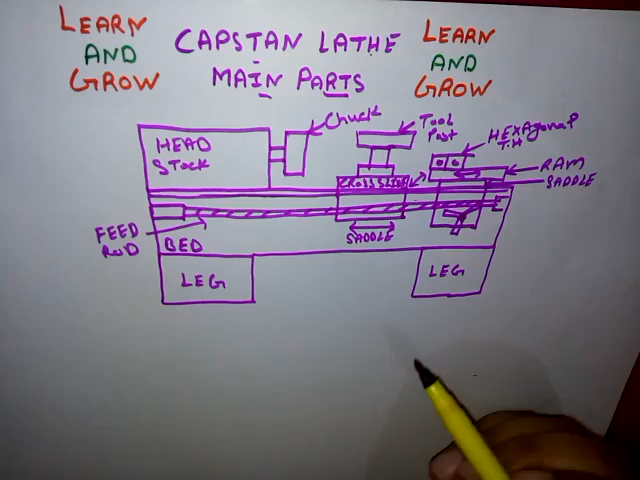 LEARN
AND
GROW
CAPSTAN LATHE
MAIN PARTS
LEARN
AND
GROW
HEAD
STOCK
Chuck
Tool
Post
HEXAgonal
T.H
RAM
SADDLE
CROSS SLIDE
FEED
ROD
BED
SADDLE
LEG
LEG